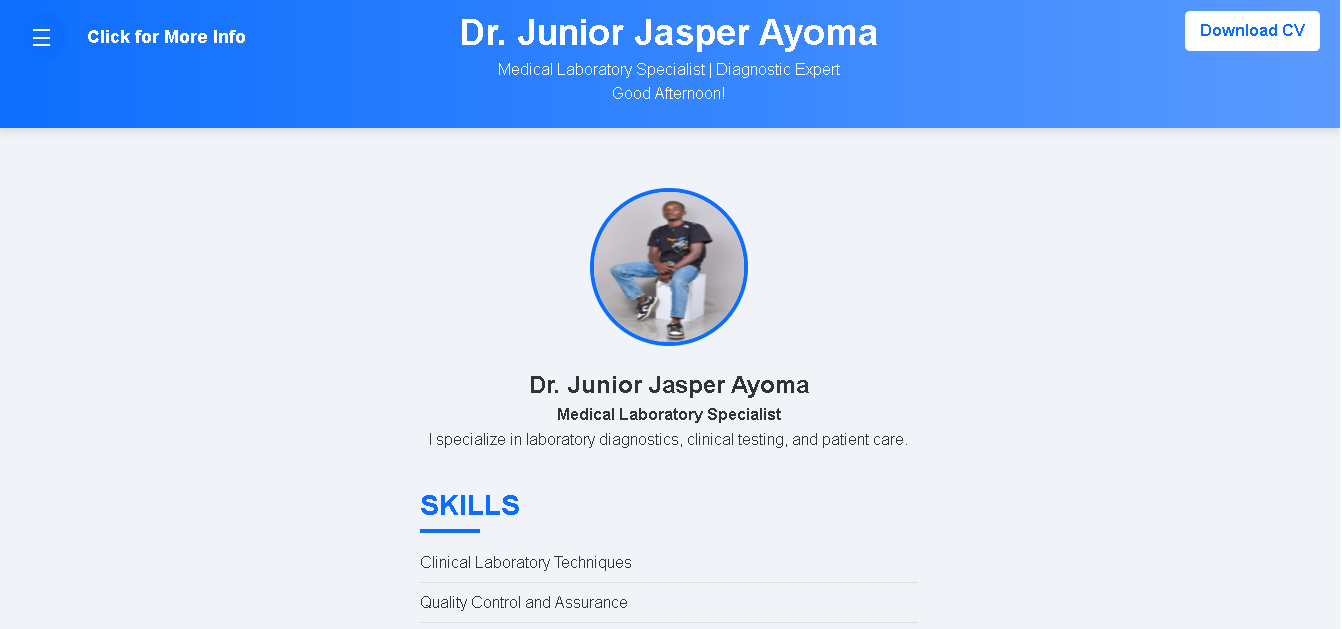 ☰ Click for More Info
Dr. Junior Jasper Ayoma
Download CV
Medical Laboratory Specialist | Diagnostic Expert
Good Afternoon!
Dr. Junior Jasper Ayoma
Medical Laboratory Specialist
I specialize in laboratory diagnostics, clinical testing, and patient care.
SKILLS
Clinical Laboratory Techniques
Quality Control and Assurance